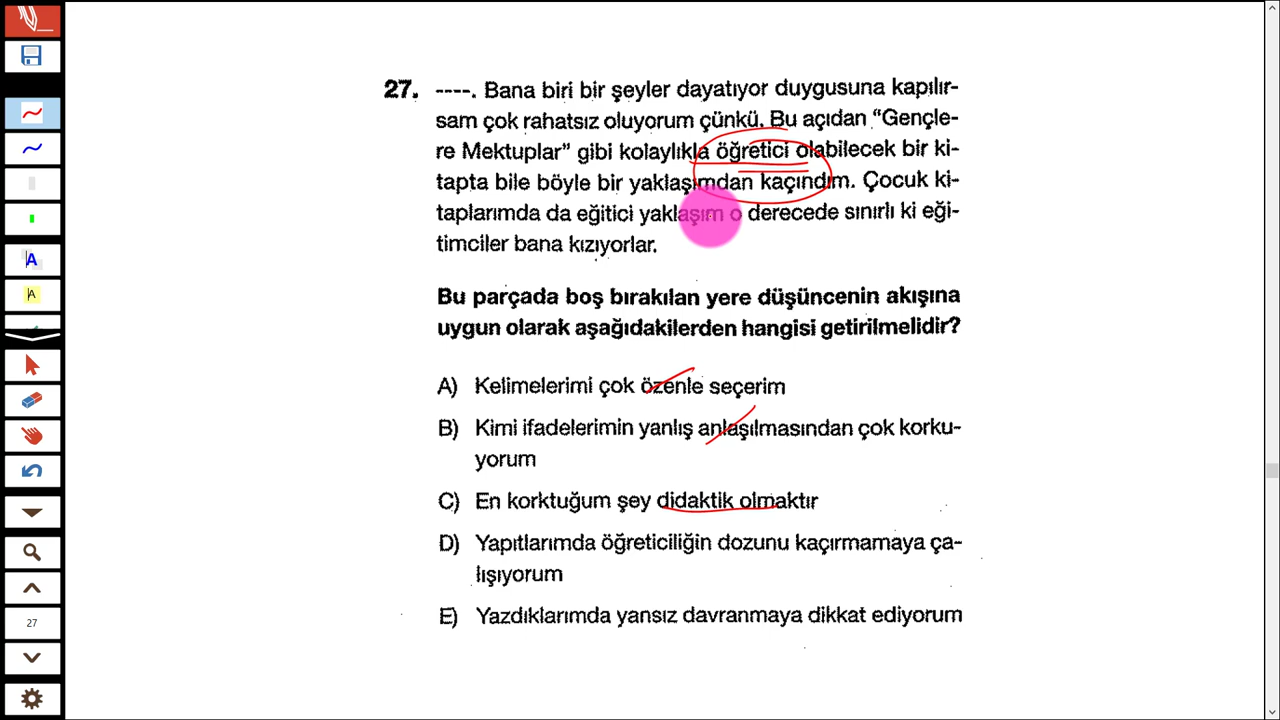 27. ----. Bana biri bir şeyler dayatıyor duygusuna kapılır-
sam çok rahatsız oluyorum çünkü. Bu açıdan “Gençle-
re Mektuplar” gibi kolaylıkla öğretici olabilecek bir ki-
tapta bile böyle bir yaklaşımdan kaçındım. Çocuk ki-
taplarımda da eğitici yaklaşım o derecede sınırlı ki eği-
timciler bana kızıyorlar.
Bu parçada boş bırakılan yere düşüncenin akışına
uygun olarak aşağıdakilerden hangisi getirilmelidir?
A) Kelimelerimi çok özenle seçerim
B) Kimi ifadelerimin yanlış anlaşılmasından çok korku-
yorum
C) En korktuğum şey didaktik olmaktır
D) Yapıtlarımda öğreticiliğin dozunu kaçırmamaya ça-
lışıyorum
E) Yazdıklarımda yansız davranmaya dikkat ediyorum
A
A
27